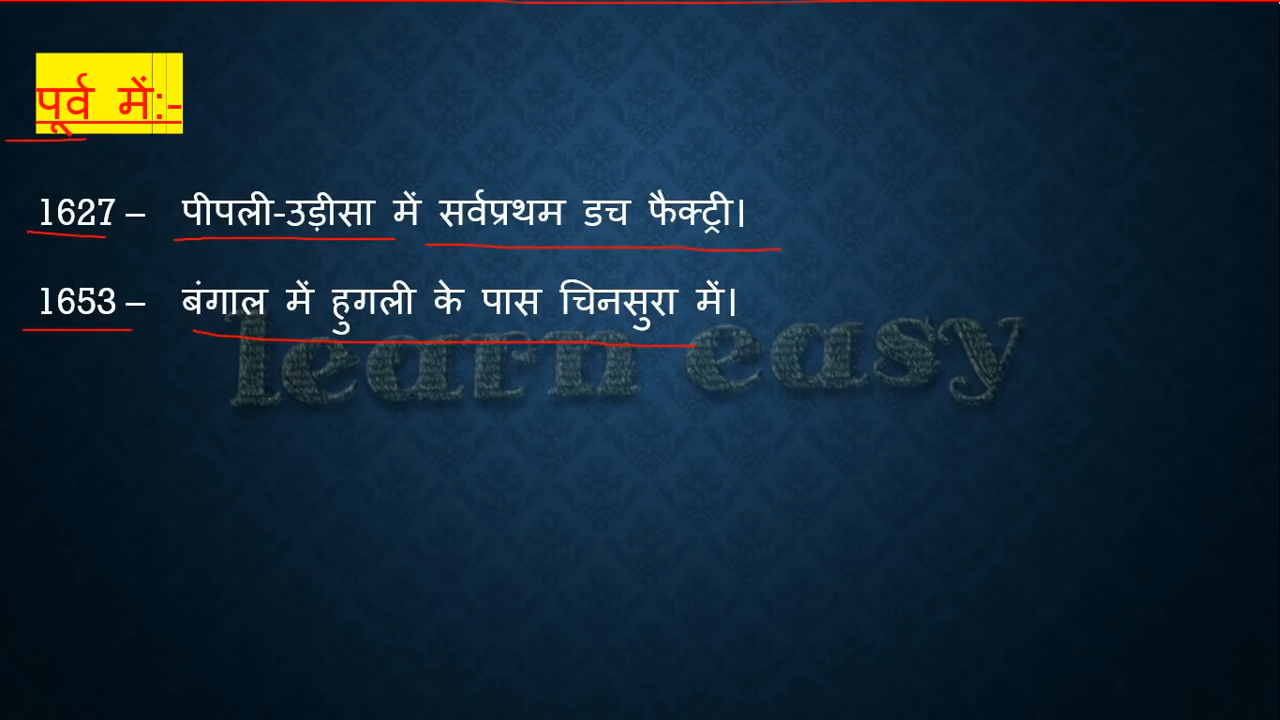 पूर्व में:-
1627 – पीपली-उड़ीसा में सर्वप्रथम डच फैक्ट्री।
1653 – बंगाल में हुगली के पास चिनसुरा में।
learn easy